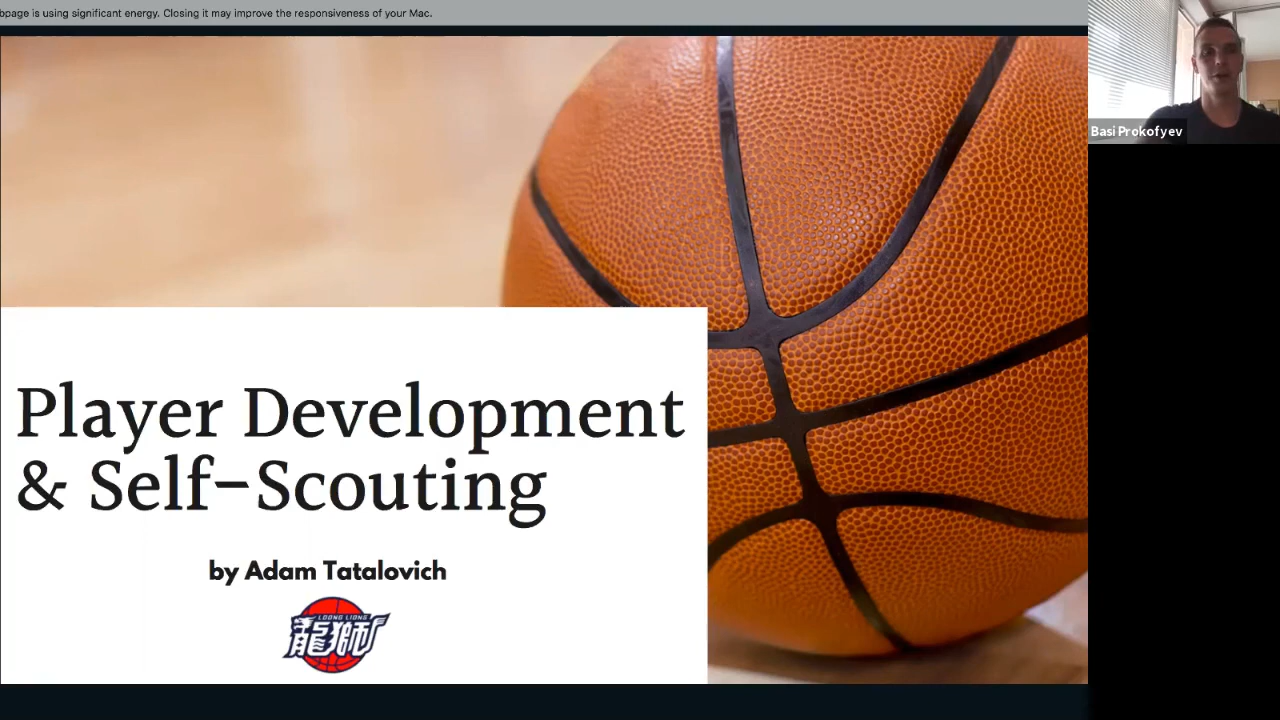 bpage is using significant energy. Closing it may improve the responsiveness of your Mac.
Basi Prokofyev
Player Development
& Self-Scouting
by Adam Tatalovich
LOONG LIONS
龍獅